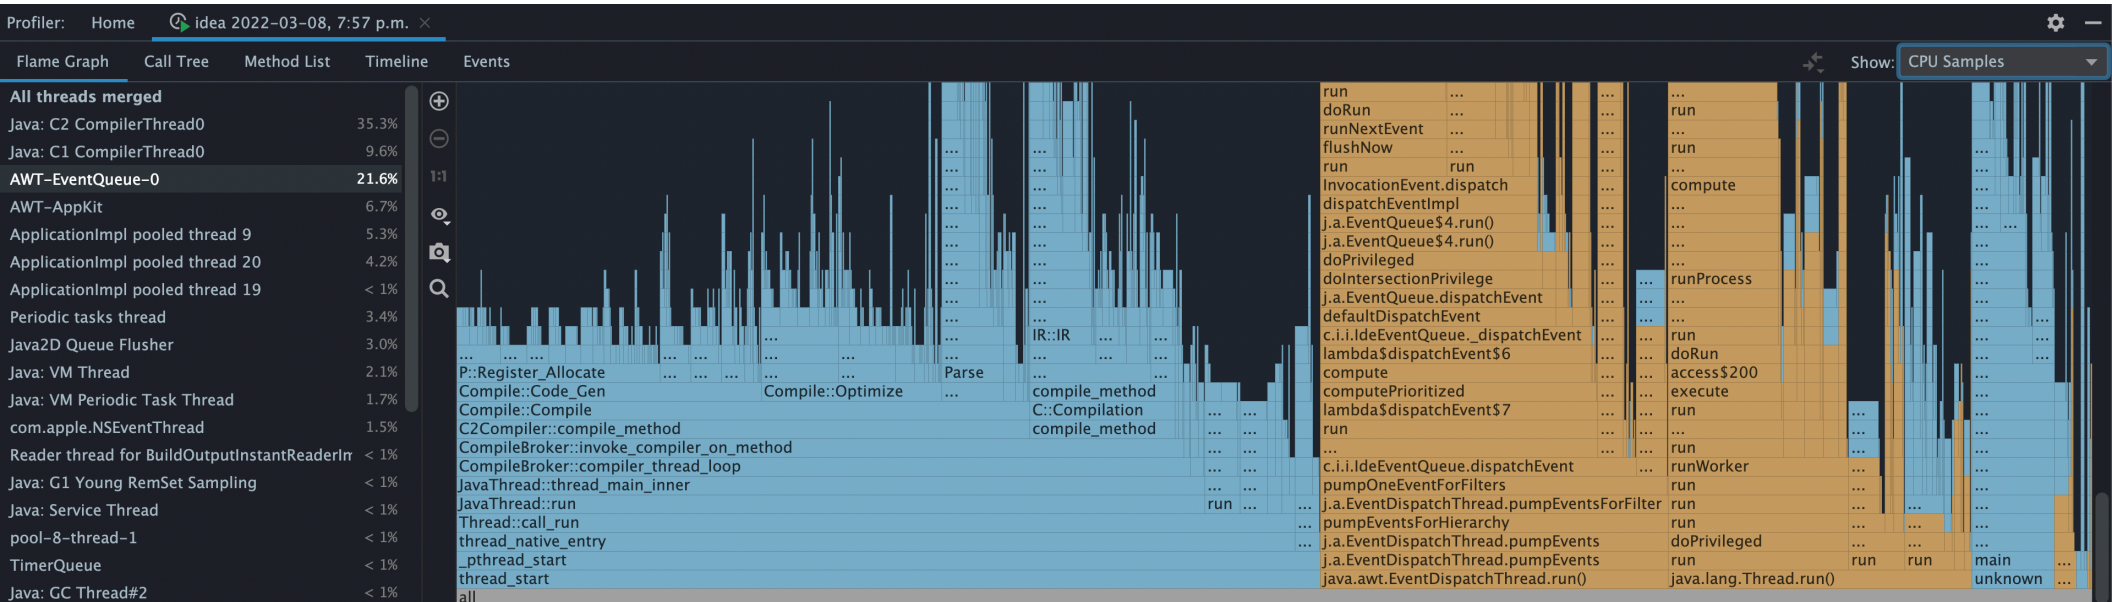 Profiler: Home idea 2022-03-08, 7:57 p.m.
Flame Graph Call Tree Method List Timeline Events Show: CPU Samples
All threads merged
Java: C2 CompilerThread0 35.3%
Java: C1 CompilerThread0 9.6%
AWT-EventQueue-0 21.6%
AWT-AppKit 6.7%
ApplicationImpl pooled thread 9 5.3%
ApplicationImpl pooled thread 20 4.2%
ApplicationImpl pooled thread 19 < 1%
Periodic tasks thread 3.4%
Java2D Queue Flusher 3.0%
Java: VM Thread 2.1%
Java: VM Periodic Task Thread 1.7%
com.apple.NSEventThread 1.5%
Reader thread for BuildOutputInstantReaderIm < 1%
Java: G1 Young RemSet Sampling < 1%
Java: Service Thread < 1%
pool-8-thread-1 < 1%
TimerQueue < 1%
Java: GC Thread#2 < 1%
1:1
run ... ... ...
doRun ... ... run
runNextEvent ... ... ...
... ... flushNow ... ... run ...
... ... run run ... ... ...
... ... InvocationEvent.dispatch ... compute ...
... ... dispatchEventImpl ... ... ...
... ... j.a.EventQueue$4.run() ... ... ... ...
... ... j.a.EventQueue$4.run() ... ... ...
... ... doPrivileged ... ... ...
... ... doIntersectionPrivilege ... ... runProcess ...
... ... j.a.EventQueue.dispatchEvent ... ... ... ...
... ... defaultDispatchEvent ... ... ... ...
... IR::IR ... ... c.i.i.IdeEventQueue._dispatchEvent ... ... run ... ...
... ... ... ... ... ... ... ... ... lambda$dispatchEvent$6 ... ... doRun ... ...
P::Register_Allocate ... ... ... ... ... Parse ... compute ... ... access$200 ...
Compile::Code_Gen Compile::Optimize ... compile_method computePrioritized ... ... execute ...
Compile::Compile C::Compilation ... ... lambda$dispatchEvent$7 ... ... run ... ...
C2Compiler::compile_method compile_method ... ... run ... ... ... ... ...
CompileBroker::invoke_compiler_on_method ... ... ... run ... ...
CompileBroker::compiler_thread_loop ... ... c.i.i.IdeEventQueue.dispatchEvent ... runWorker ... ...
JavaThread::thread_main_inner ... ... ... pumpOneEventForFilters run ... ...
JavaThread::run run ... ... j.a.EventDispatchThread.pumpEventsForFilter run ... ... ...
Thread::call_run ... pumpEventsForHierarchy run ... ... ...
thread_native_entry ... j.a.EventDispatchThread.pumpEvents doPrivileged ... ... ...
_pthread_start j.a.EventDispatchThread.pumpEvents run run run main ...
thread_start java.awt.EventDispatchThread.run() java.lang.Thread.run() unknown ...
all